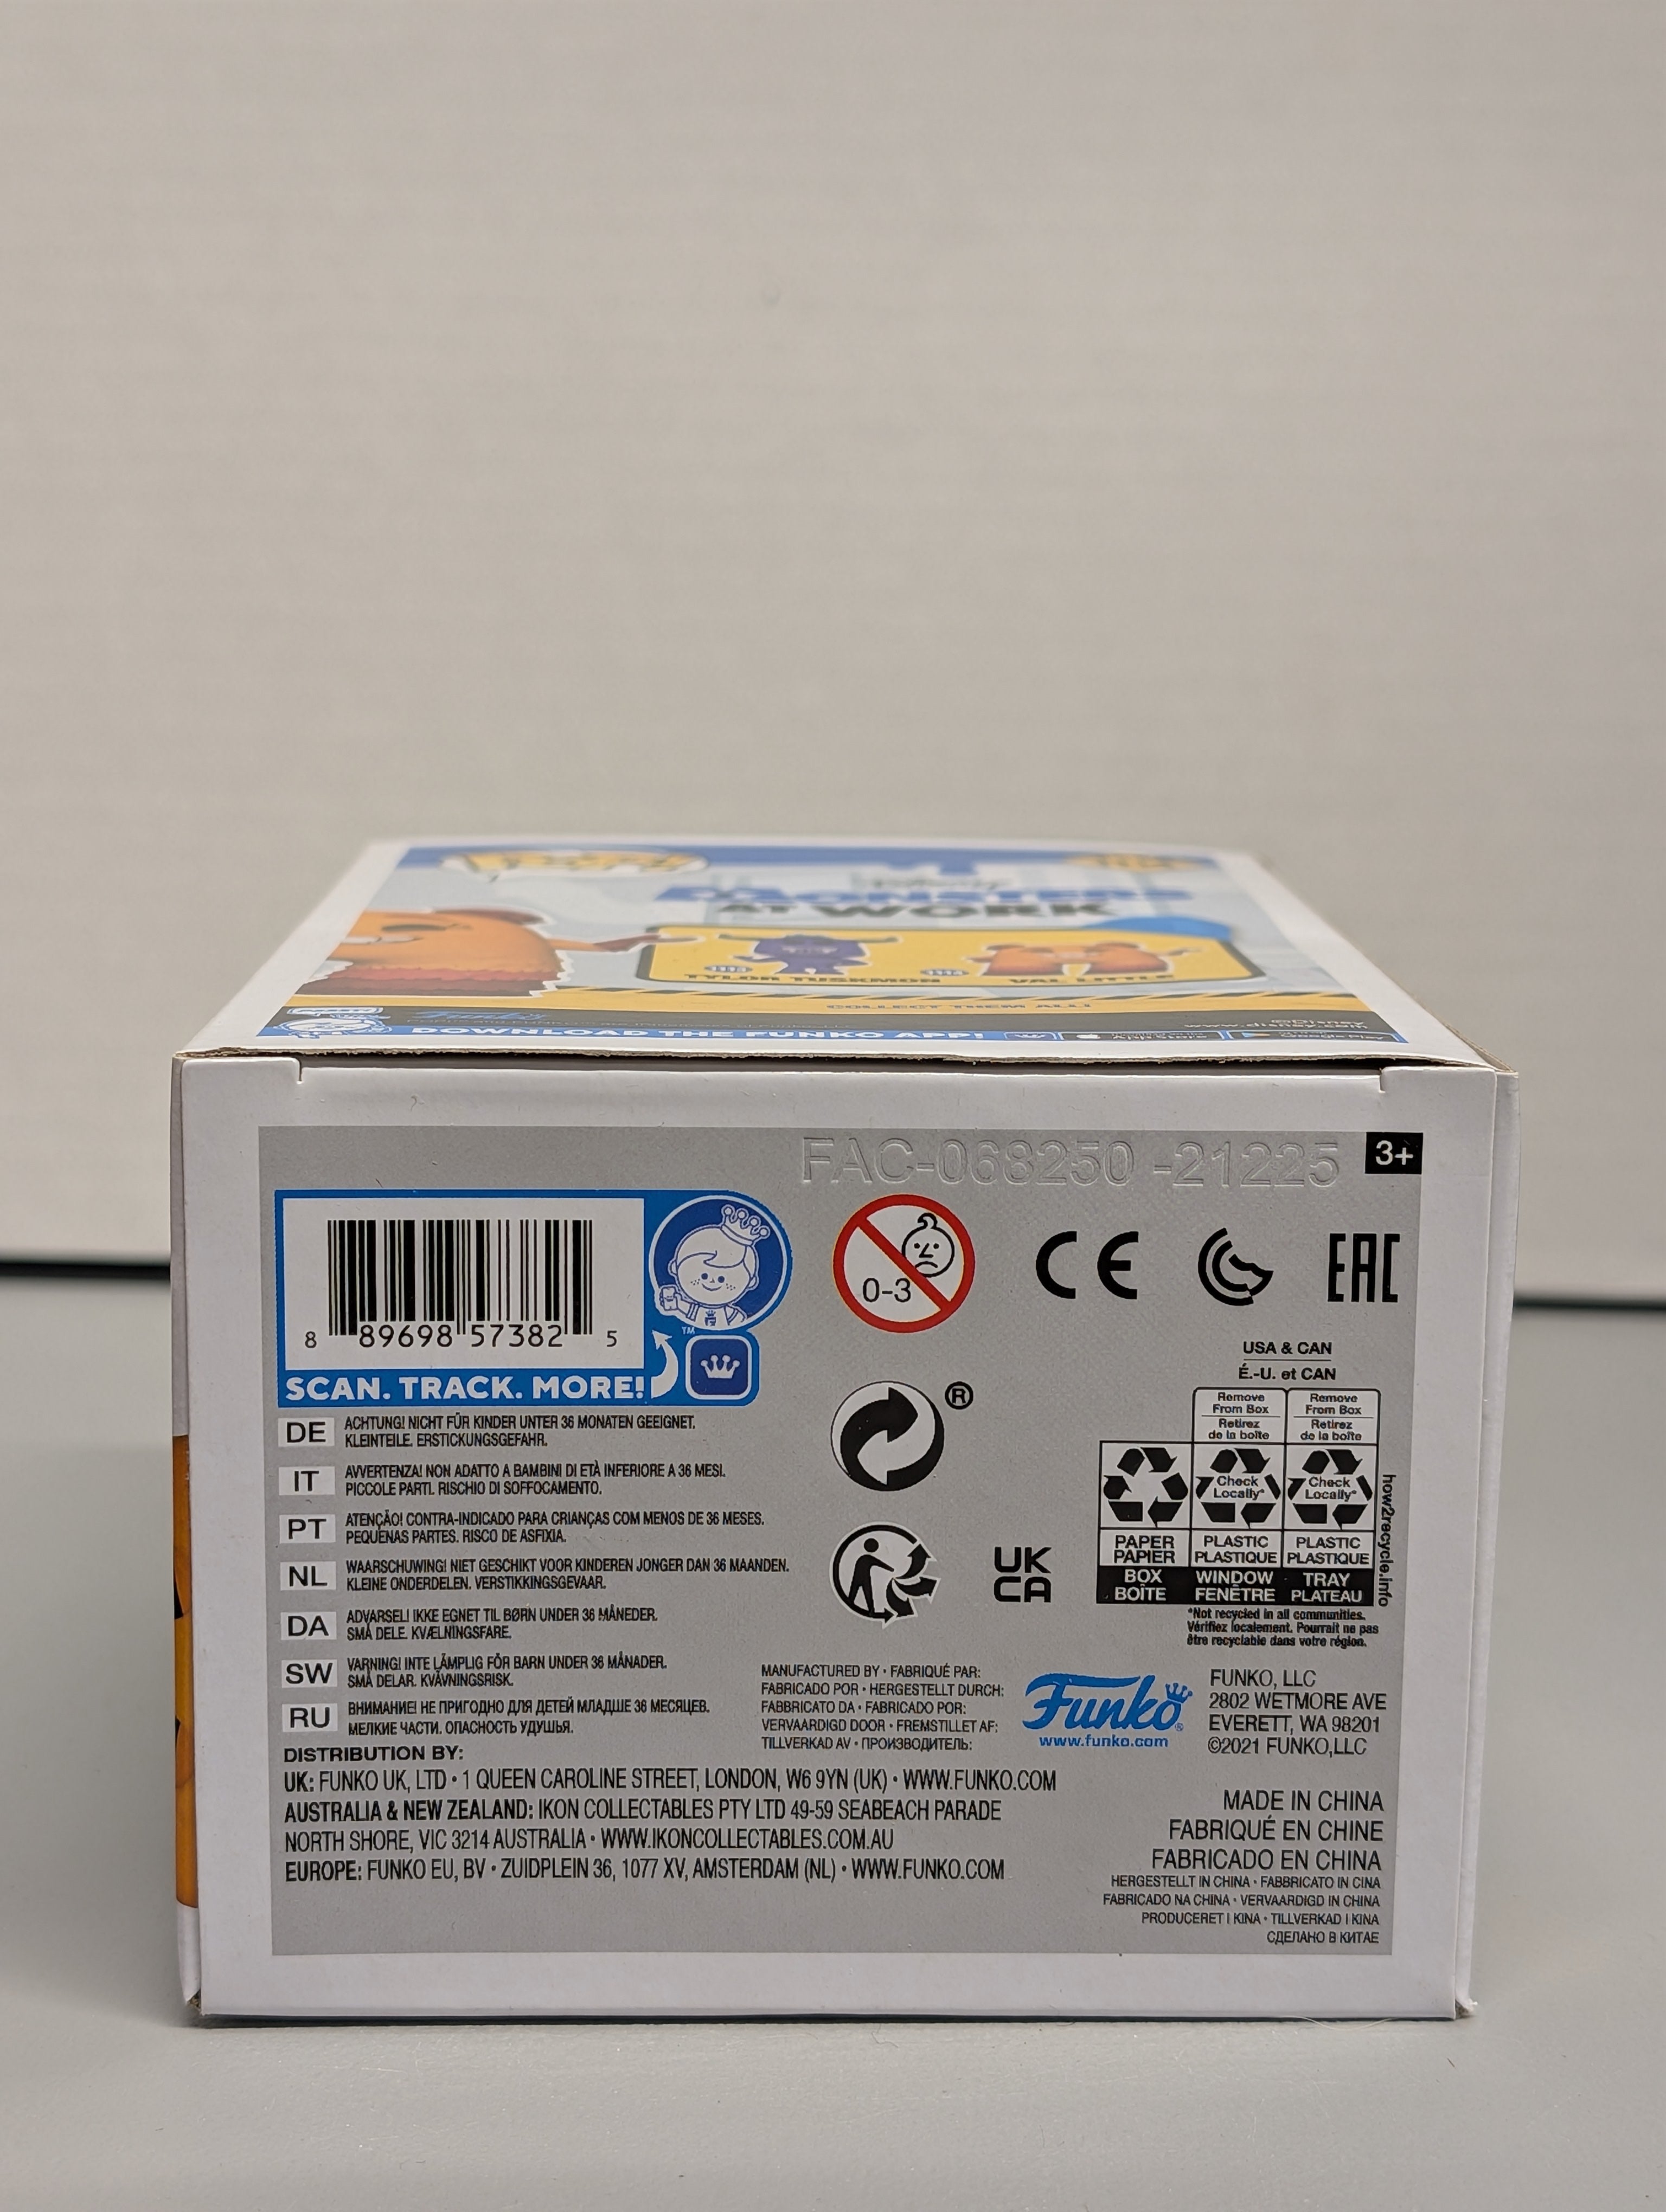 Disney
MONSTERS
AT WORK
1113
TYLOR TUSKMON
1114
VAL LITTLE
COLLECT THEM ALL!
Funko
©Disney
www.disney.com
DOWNLOAD THE FUNKO APP!
App Store
Google Play
FAC-068250 -21225
3+
8 89698 57382 5
TM
SCAN. TRACK. MORE!
0-3
CE
EAC
®
UK
CA
USA & CAN
É.-U. et CAN
Remove From Box
Retirez de la boîte
Remove From Box
Retirez de la boîte
Check Locally*
Check Locally*
PAPER
PAPIER
BOX
BOÎTE
PLASTIC
PLASTIQUE
WINDOW
FENÊTRE
PLASTIC
PLASTIQUE
TRAY
PLATEAU
how2recycle.info
*Not recycled in all communities.
Vérifiez localement. Pourrait ne pas
être recyclable dans votre région.
DE ACHTUNG! NICHT FÜR KINDER UNTER 36 MONATEN GEEIGNET.
KLEINTEILE. ERSTICKUNGSGEFAHR.
IT AVVERTENZA! NON ADATTO A BAMBINI DI ETÀ INFERIORE A 36 MESI.
PICCOLE PARTI. RISCHIO DI SOFFOCAMENTO.
PT ATENÇÃO! CONTRA-INDICADO PARA CRIANÇAS COM MENOS DE 36 MESES.
PEQUENAS PARTES. RISCO DE ASFIXIA.
NL WAARSCHUWING! NIET GESCHIKT VOOR KINDEREN JONGER DAN 36 MAANDEN.
KLEINE ONDERDELEN. VERSTIKKINGSGEVAAR.
DA ADVARSEL! IKKE EGNET TIL BØRN UNDER 36 MÅNEDER.
SMÅ DELE. KVÆLNINGSFARE.
SW VARNING! INTE LÄMPLIG FÖR BARN UNDER 36 MÅNADER.
SMÅ DELAR. KVÄVNINGSRISK.
RU ВНИМАНИЕ! НЕ ПРИГОДНО ДЛЯ ДЕТЕЙ МЛАДШЕ 36 МЕСЯЦЕВ.
МЕЛКИЕ ЧАСТИ. ОПАСНОСТЬ УДУШЬЯ.
MANUFACTURED BY • FABRIQUÉ PAR:
FABRICADO POR • HERGESTELLT DURCH:
FABBRICATO DA • FABRICADO POR:
VERVAARDIGD DOOR • FREMSTILLET AF:
TILLVERKAD AV • ПРОИЗВОДИТЕЛЬ:
Funko®
www.funko.com
FUNKO, LLC
2802 WETMORE AVE
EVERETT, WA 98201
©2021 FUNKO,LLC
DISTRIBUTION BY:
UK: FUNKO UK, LTD • 1 QUEEN CAROLINE STREET, LONDON, W6 9YN (UK) • WWW.FUNKO.COM
AUSTRALIA & NEW ZEALAND: IKON COLLECTABLES PTY LTD 49-59 SEABEACH PARADE
NORTH SHORE, VIC 3214 AUSTRALIA • WWW.IKONCOLLECTABLES.COM.AU
EUROPE: FUNKO EU, BV • ZUIDPLEIN 36, 1077 XV, AMSTERDAM (NL) • WWW.FUNKO.COM
MADE IN CHINA
FABRIQUÉ EN CHINE
FABRICADO EN CHINA
HERGESTELLT IN CHINA • FABBRICATO IN CINA
FABRICADO NA CHINA • VERVAARDIGD IN CHINA
PRODUCERET I KINA • TILLVERKAD I KINA
СДЕЛАНО В КИТАЕ